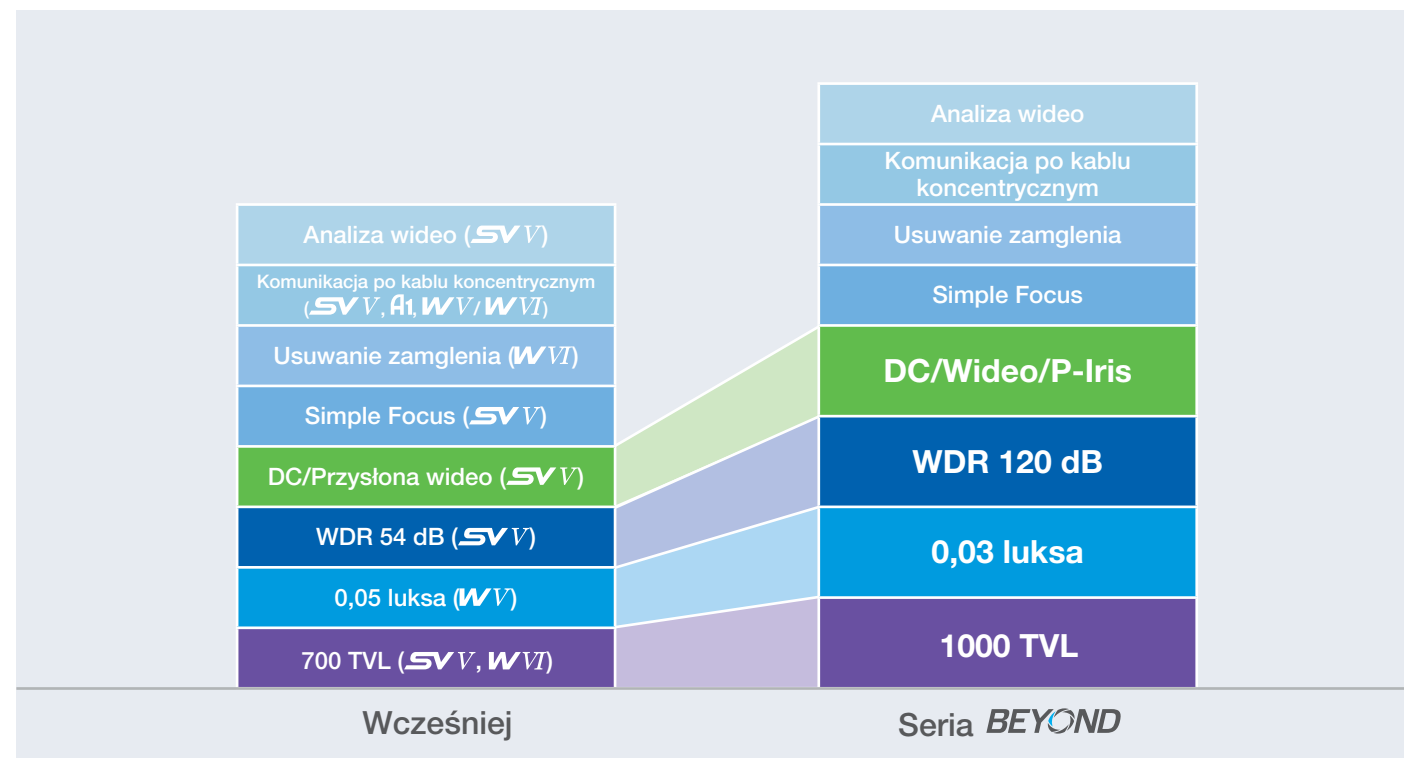 Analiza wideo
Komunikacja po kablu
koncentrycznym
Usuwanie zamglenia
Simple Focus
DC/Wideo/P-Iris
WDR 120 dB
0,03 luksa
1000 TVL
Analiza wideo (SV V)
Komunikacja po kablu koncentrycznym
(SV V, A1, W V/W VI)
Usuwanie zamglenia (W VI)
Simple Focus (SV V)
DC/Przysłona wideo (SV V)
WDR 54 dB (SV V)
0,05 luksa (W V)
700 TVL (SV V, W VI)
Wcześniej
Seria BEYOND